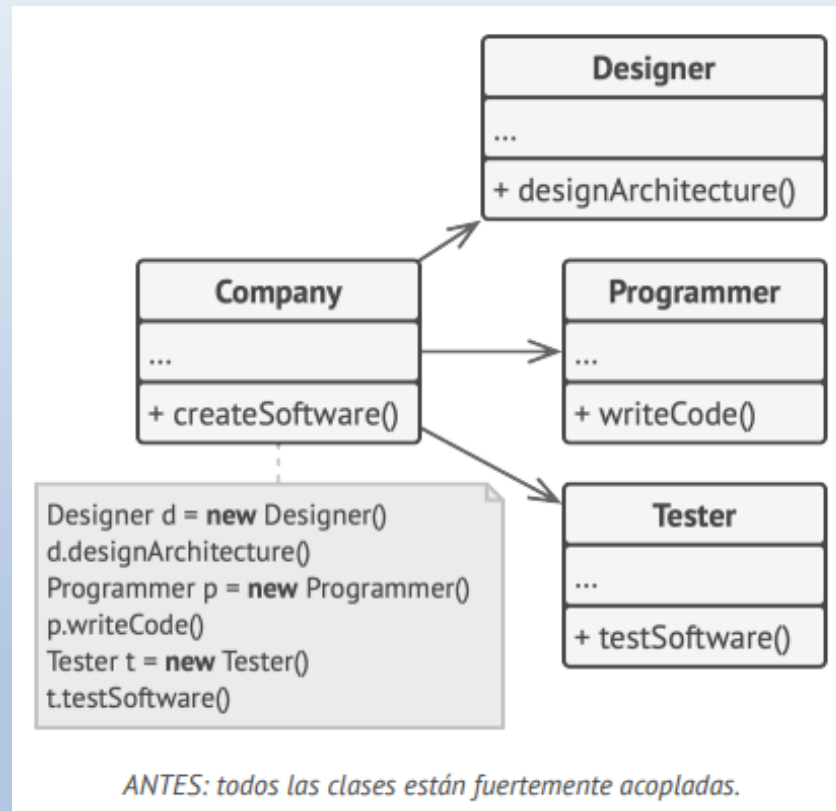 Designer
...
+ designArchitecture()
Company
...
+ createSoftware()
Programmer
...
+ writeCode()
Designer d = new Designer()
d.designArchitecture()
Programmer p = new Programmer()
p.writeCode()
Tester t = new Tester()
t.testSoftware()
Tester
...
+ testSoftware()
ANTES: todos las clases están fuertemente acopladas.